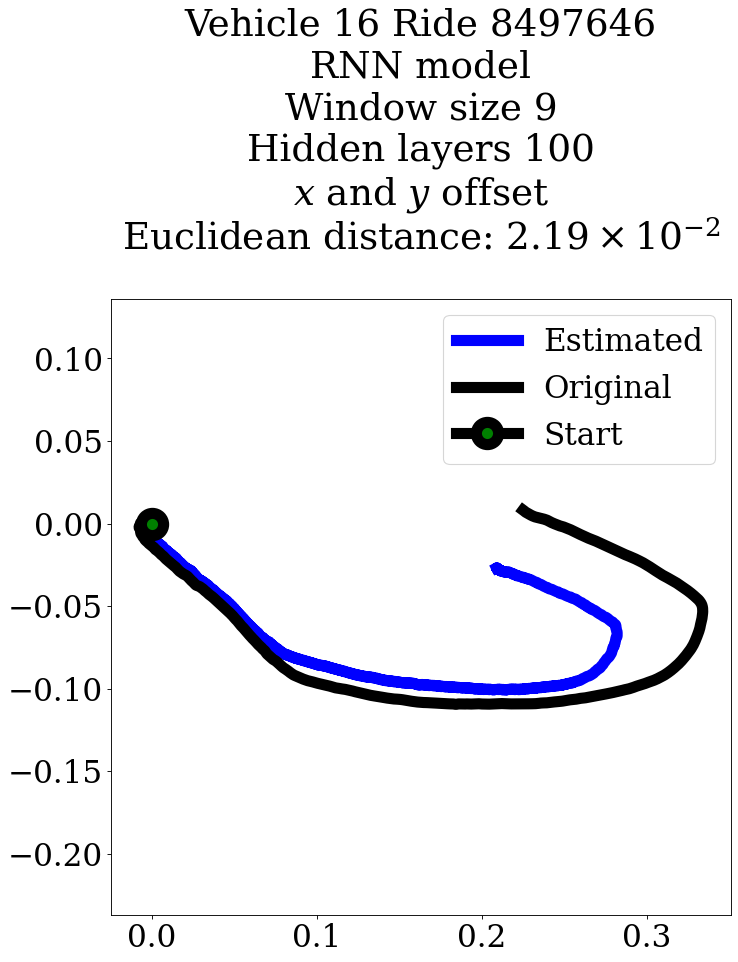 Vehicle 16 Ride 8497646
RNN model
Window size 9
Hidden layers 100
x and y offset
Euclidean distance: 2.19 × 10⁻²
Estimated
Original
Start
0.10
0.05
0.00
−0.05
−0.10
−0.15
−0.20
0.0 0.1 0.2 0.3